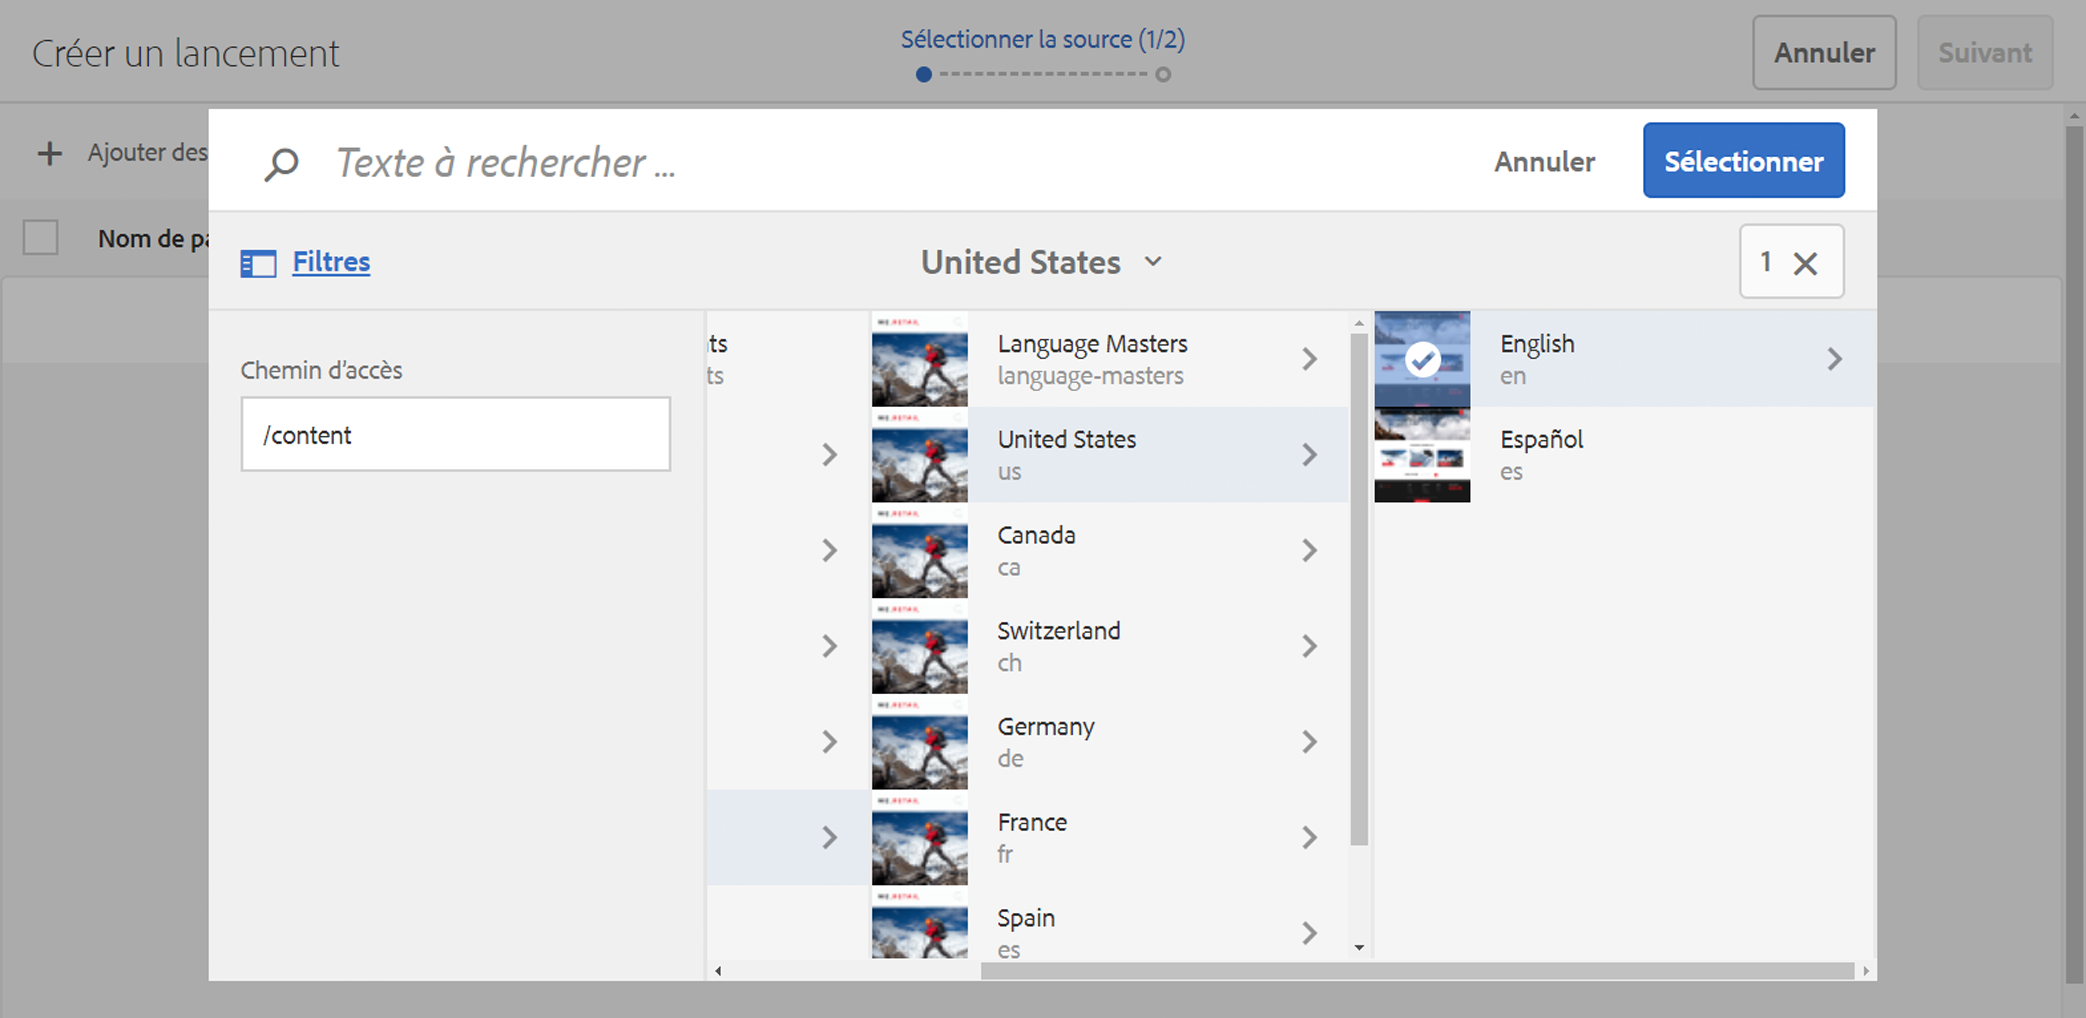 Créer un lancement
Sélectionner la source (1/2)
Annuler
Suivant
Ajouter des
Texte à rechercher ...
Annuler
Sélectionner
Nom de pa
Filtres
United States
1
Chemin d'accès
/content
ts
ts
Language Masters
language-masters
United States
us
Canada
ca
Switzerland
ch
Germany
de
France
fr
Spain
es
English
en
Español
es